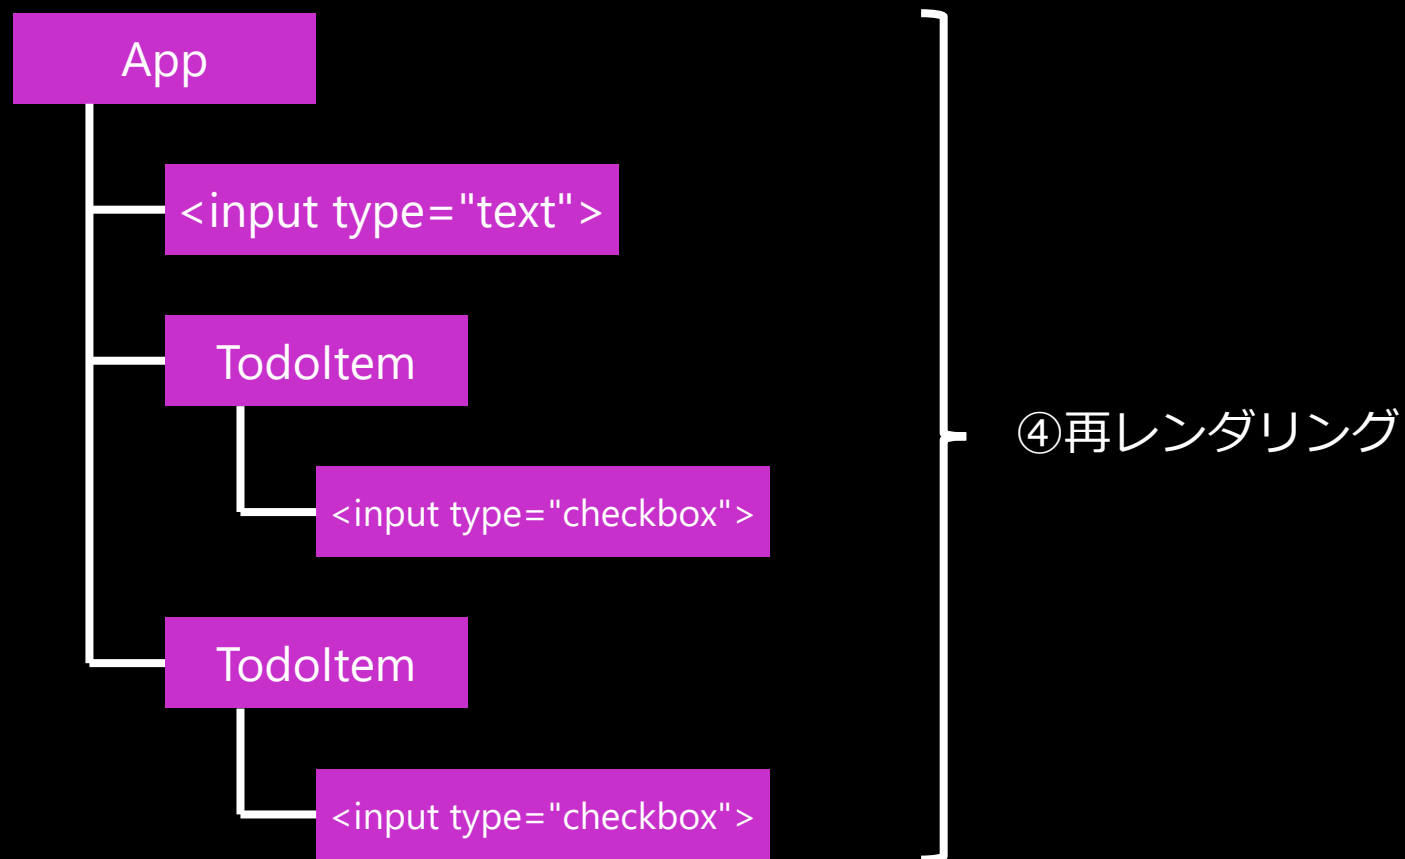 App
<input type="text">
TodoItem
④再レンダリング
<input type="checkbox">
TodoItem
<input type="checkbox">